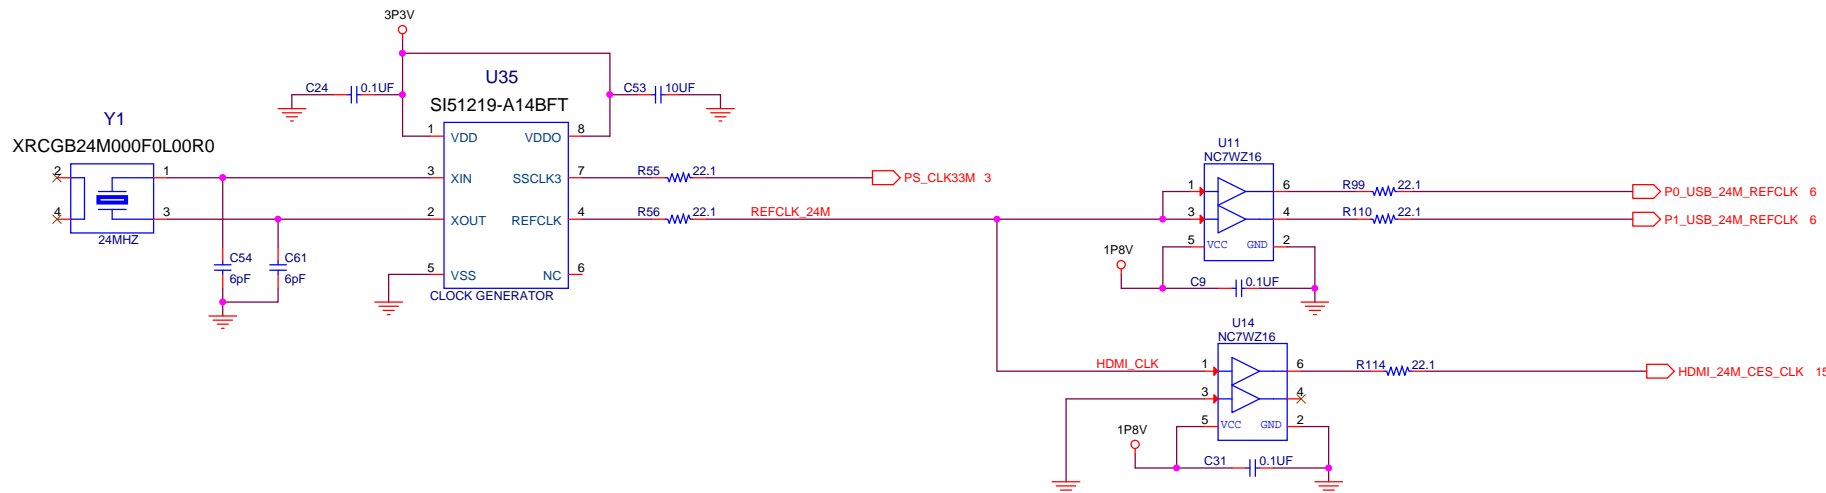 3P3V
C24 0.1UF
U35
C53 10UF
SI51219-A14BFT
Y1
XRCGB24M000F0L00R0
1 VDD VDDO 8
2 1 3 XIN SSCLK3 7 R55 22.1 PS_CLK33M 3
4 3 2 XOUT REFCLK 4 R56 22.1 REFCLK_24M
24MHZ
C54 C61
6pF 6pF
5 VSS NC 6
CLOCK GENERATOR
U11
NC7WZ16
1 6 R99 22.1 P0_USB_24M_REFCLK 6
3 4 R110 22.1 P1_USB_24M_REFCLK 6
5 VCC GND 2
1P8V
C9 0.1UF
U14
NC7WZ16
HDMI_CLK 1 6 R114 22.1 HDMI_24M_CES_CLK
3 4
5 VCC GND 2
1P8V
C31 0.1UF